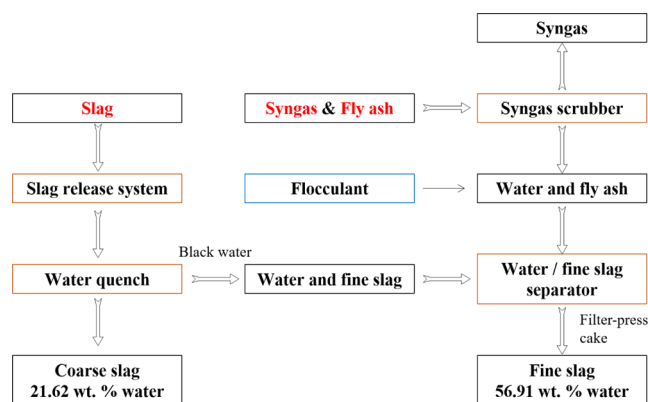 Syngas
Slag
Syngas & Fly ash
Syngas scrubber
Slag release system
Flocculant
Water and fly ash
Black water
Water quench
Water and fine slag
Water / fine slag
separator
Filter-press
cake
Coarse slag
21.62 wt. % water
Fine slag
56.91 wt. % water